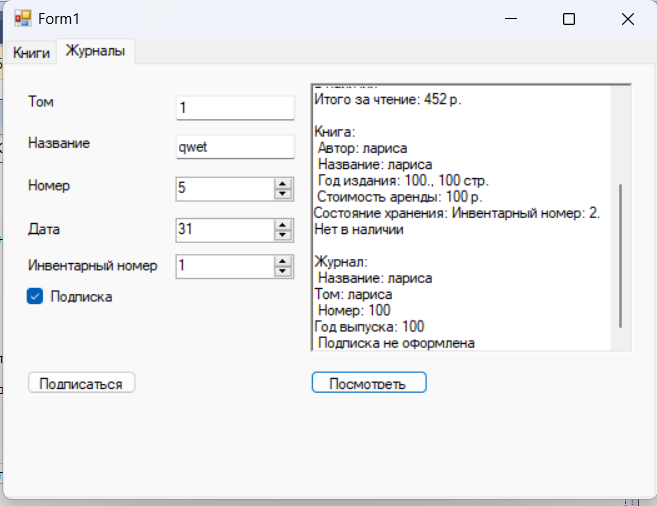 Form1
Книги
Журналы
Том
1
Название
qwet
Номер
5
Дата
31
Инвентарный номер
1
Подписка
Итого за чтение: 452 р.
Книга:
Автор: лариса
Название: лариса
Год издания: 100., 100 стр.
Стоимость аренды: 100 р.
Состояние хранения: Инвентарный номер: 2.
Нет в наличии
Журнал:
Название: лариса
Том: лариса
Номер: 100
Год выпуска: 100
Подписка не оформлена
Подписаться
Посмотреть